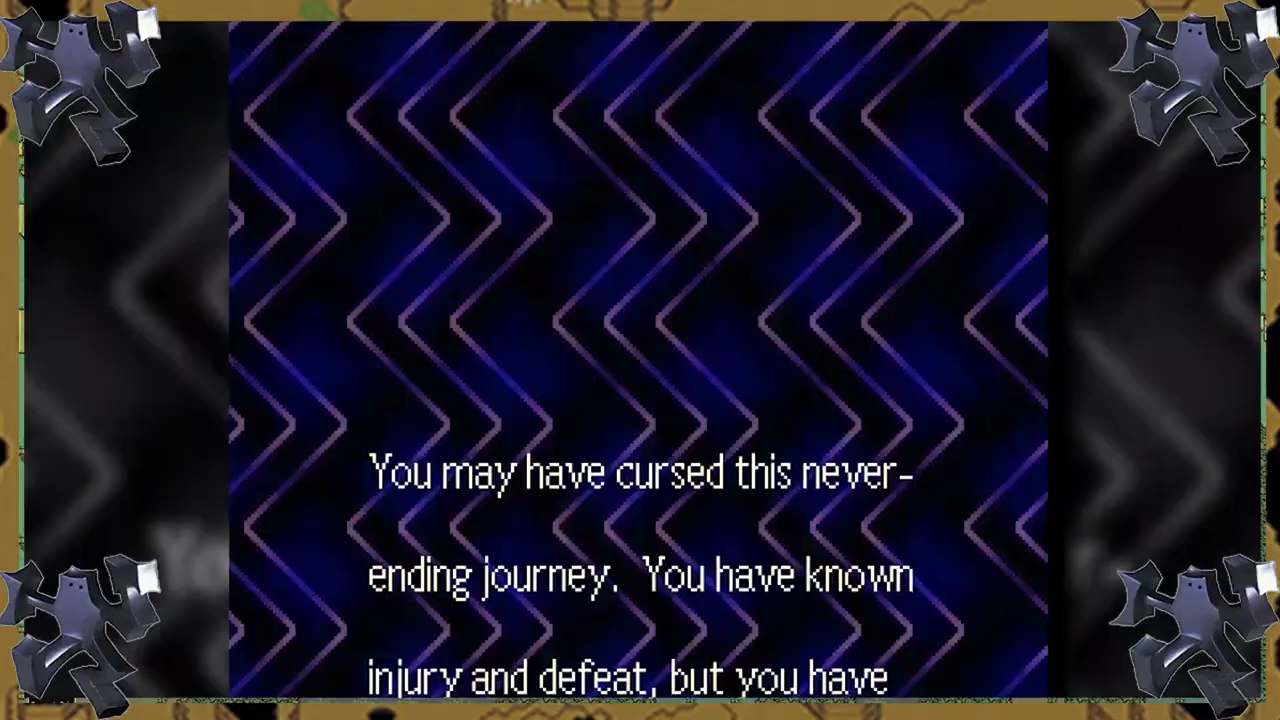 You may have cursed this never-
ending journey.  You have known
injury and defeat, but you have